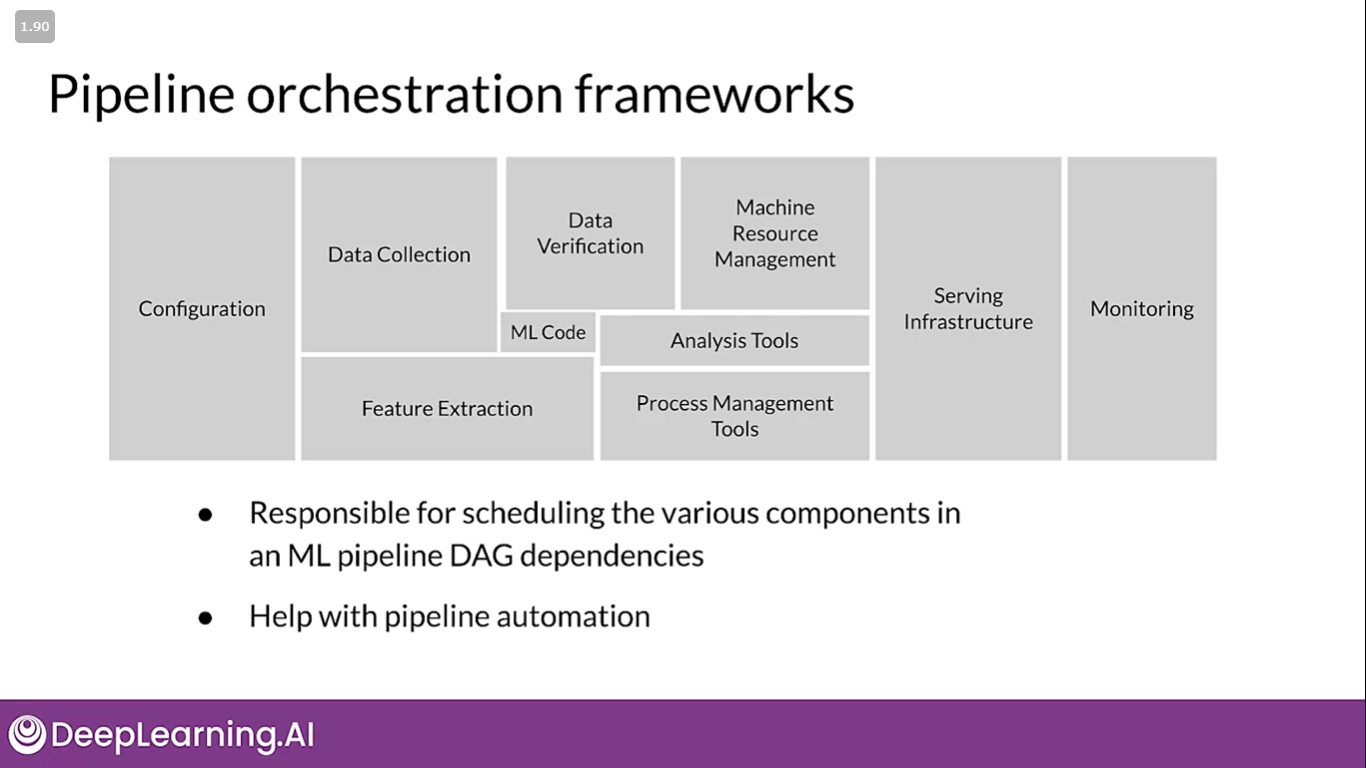 1.90
Pipeline orchestration frameworks
Configuration
Data Collection
Data
Verification
Machine
Resource
Management
ML Code
Analysis Tools
Feature Extraction
Process Management
Tools
Serving
Infrastructure
Monitoring
● Responsible for scheduling the various components in
an ML pipeline DAG dependencies
● Help with pipeline automation
DeepLearning.AI